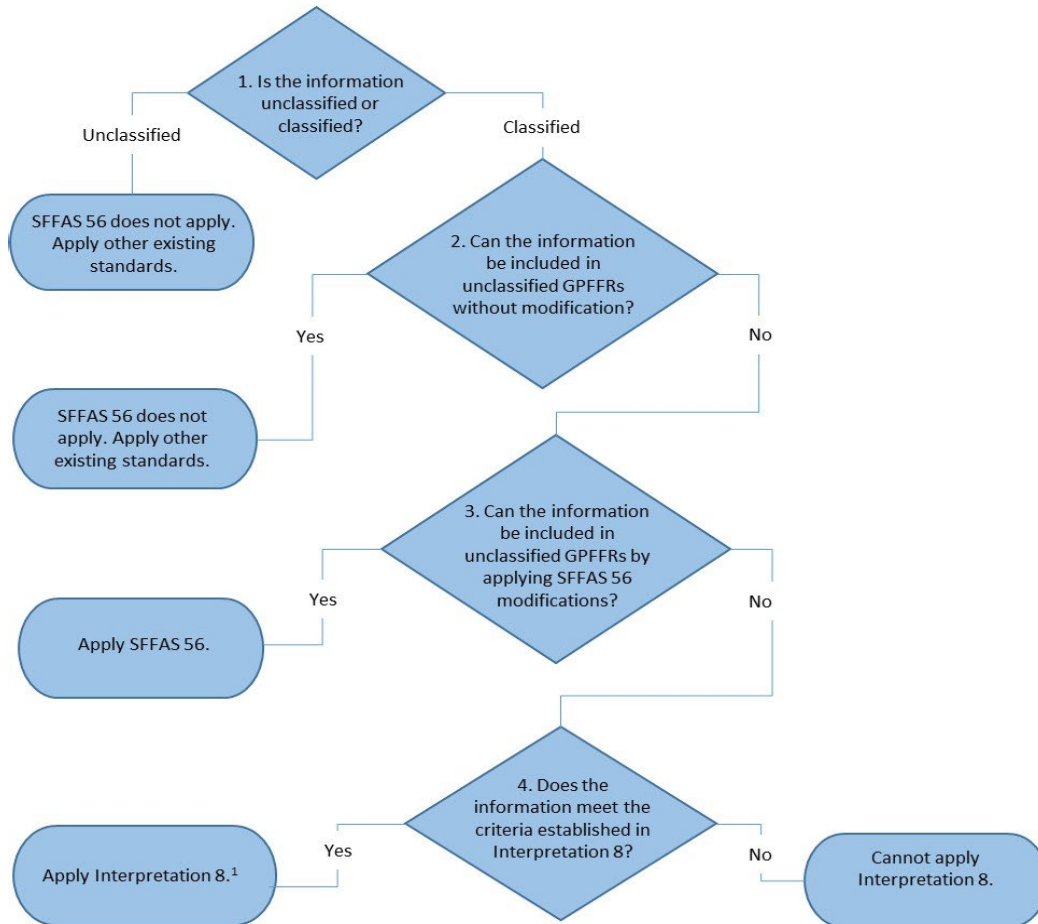 1. Is the information
unclassified or
classified?
Unclassified
Classified
SFFAS 56 does not apply.
Apply other existing
standards.
2. Can the information
be included in
unclassified GPFFRs
without modification?
Yes
No
SFFAS 56 does not
apply. Apply other
existing standards.
3. Can the information
be included in
unclassified GPFFRs by
applying SFFAS 56
modifications?
Yes
No
Apply SFFAS 56.
4. Does the
information meet the
criteria established in
Interpretation 8?
Yes
No
Apply Interpretation 8.¹
Cannot apply
Interpretation 8.